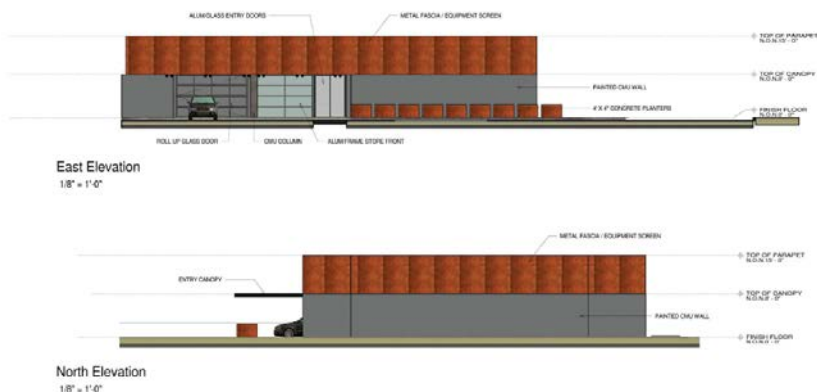 ALUM/GLASS ENTRY DOORS
METAL FASCIA / EQUIPMENT SCREEN
TOP OF PARAPET
TOP OF CANOPY
PAINTED CMU WALL
4' X 4' CONCRETE PLANTERS
FINISH FLOOR
ROLL UP GLASS DOOR
CMU COLUMN
ALUM FRAME STORE FRONT
East Elevation
1/8" = 1'-0"
METAL FASCIA / EQUIPMENT SCREEN
TOP OF PARAPET
ENTRY CANOPY
TOP OF CANOPY
PAINTED CMU WALL
FINISH FLOOR
North Elevation
1/8" = 1'-0"